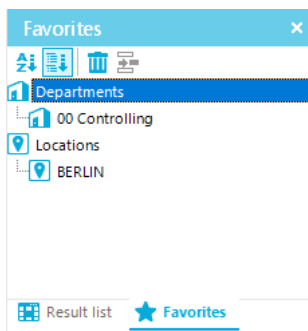 Favorites
Departments
00 Controlling
Locations
BERLIN
Result list
Favorites